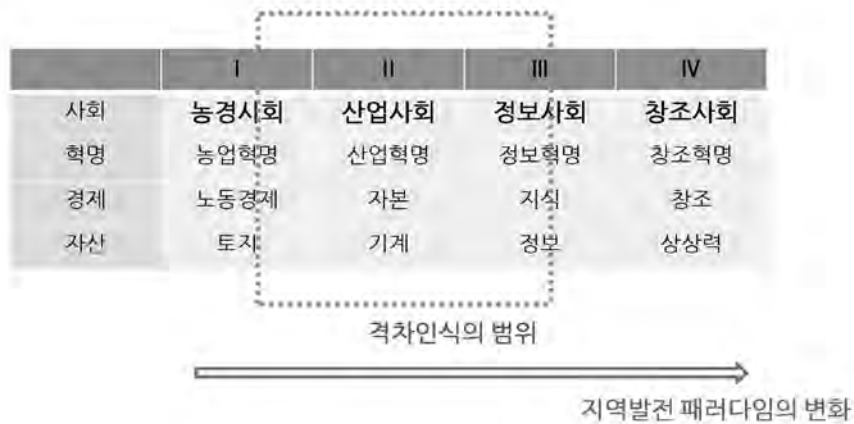 I II III IV
사회 농경사회 산업사회 정보사회 창조사회
혁명 농업혁명 산업혁명 정보혁명 창조혁명
경제 노동경제 자본 지식 창조
자산 토지 기계 정보 상상력
격차인식의 범위
지역발전 패러다임의 변화